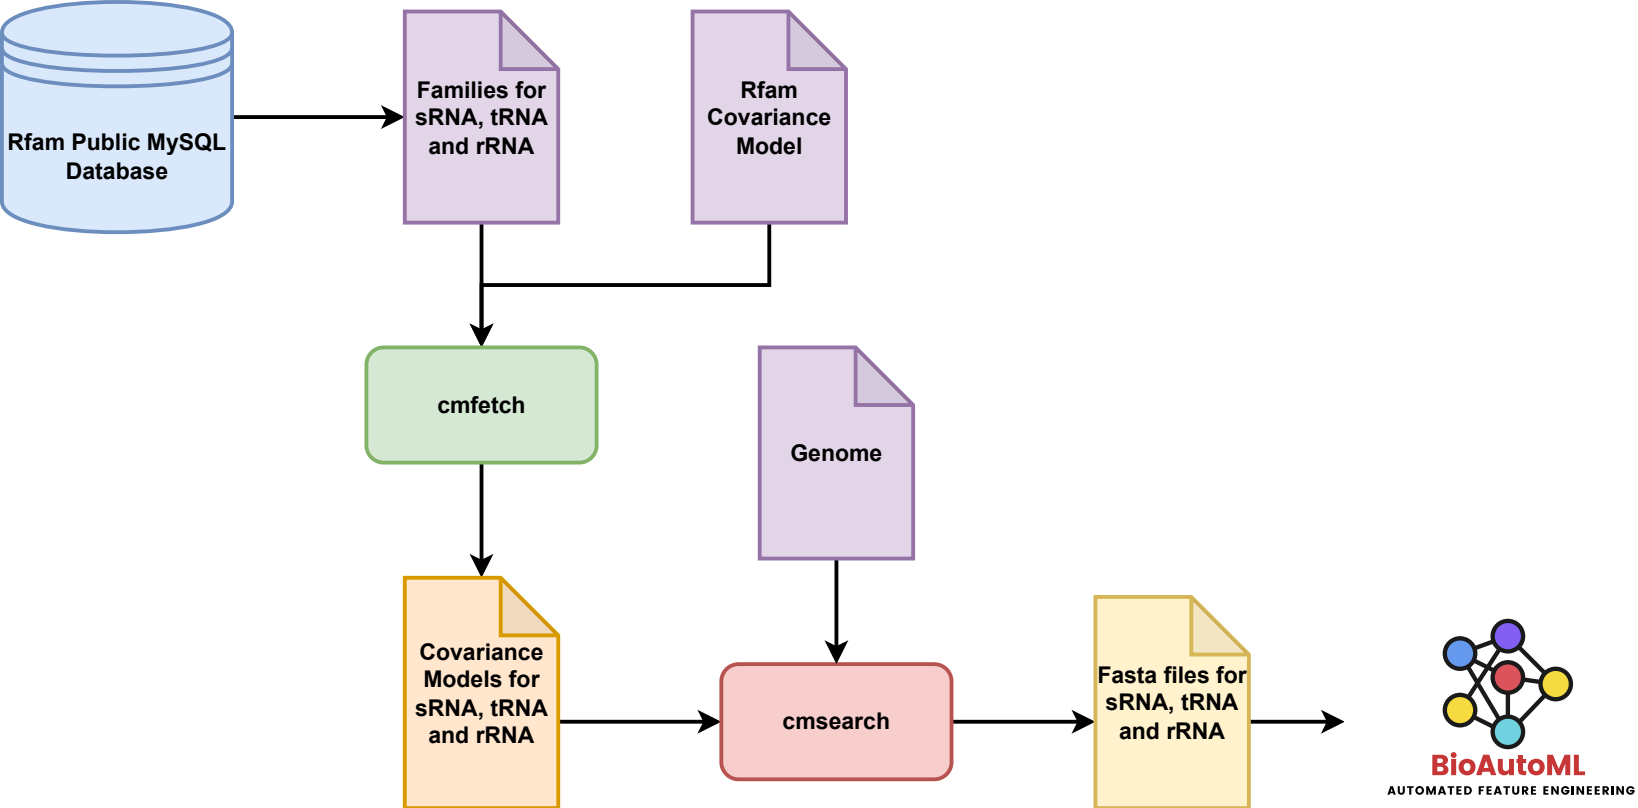 Rfam Public MySQL
Database
Families for
sRNA, tRNA
and rRNA
Rfam
Covariance
Model
cmfetch
Genome
Covariance
Models for
sRNA, tRNA
and rRNA
cmsearch
Fasta files for
sRNA, tRNA
and rRNA
BioAutoML
AUTOMATED FEATURE ENGINEERING